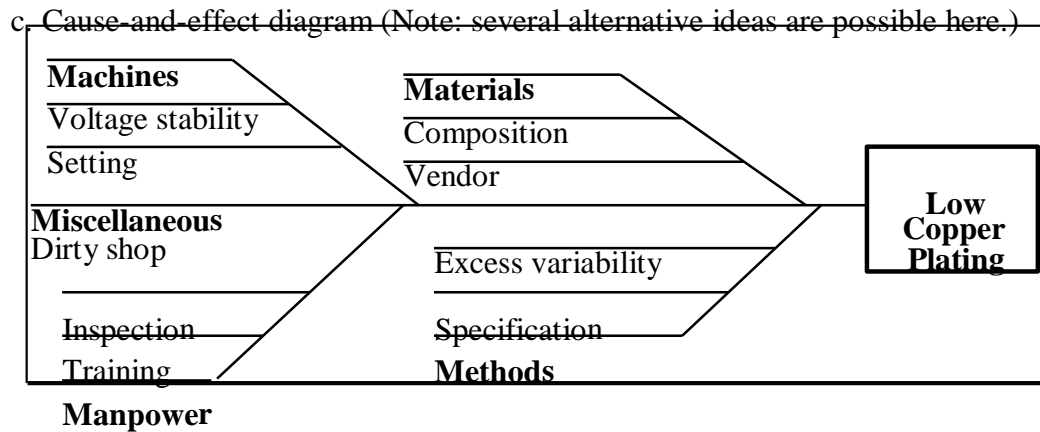 c. Cause-and-effect diagram (Note: several alternative ideas are possible here.)
Machines
Voltage stability
Setting
Materials
Composition
Vendor
Miscellaneous
Dirty shop
Low
Copper
Plating
Excess variability
Specification
Methods
Inspection
Training
Manpower